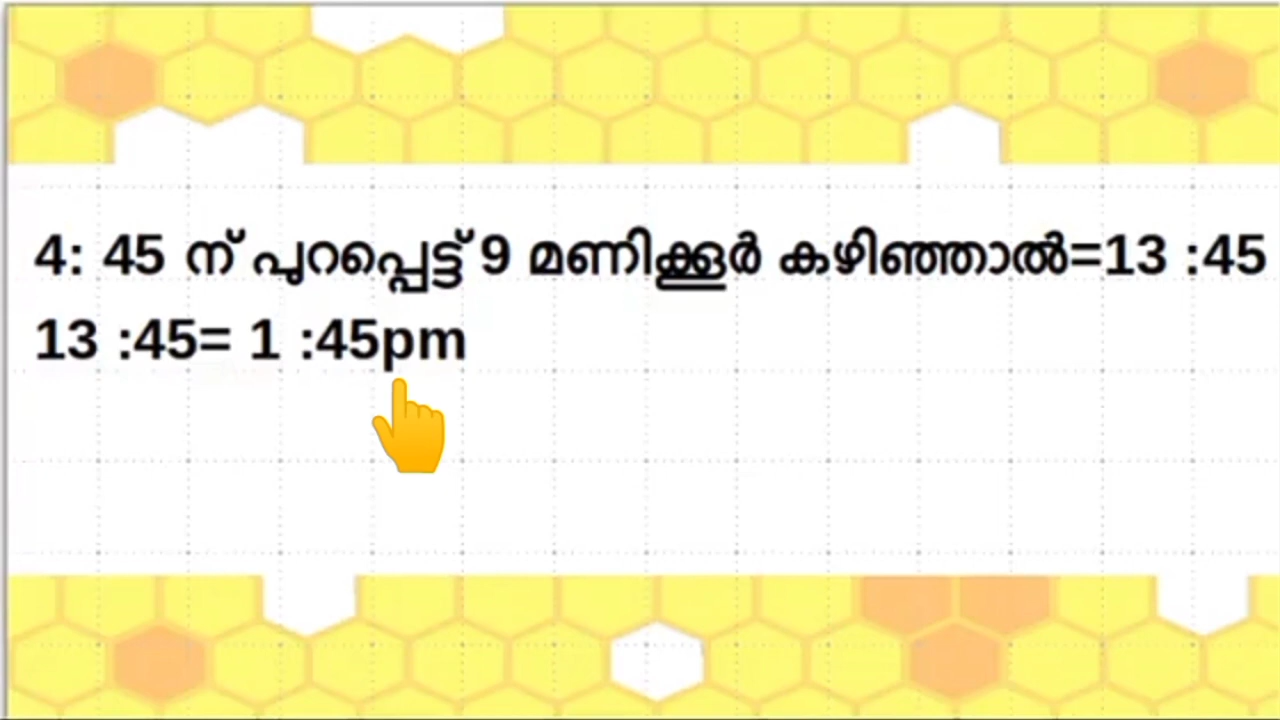 4: 45 ന് പുറപ്പെട്ട് 9 മണിക്കൂർ കഴിഞ്ഞാൽ=13 :45
13 :45= 1 :45pm